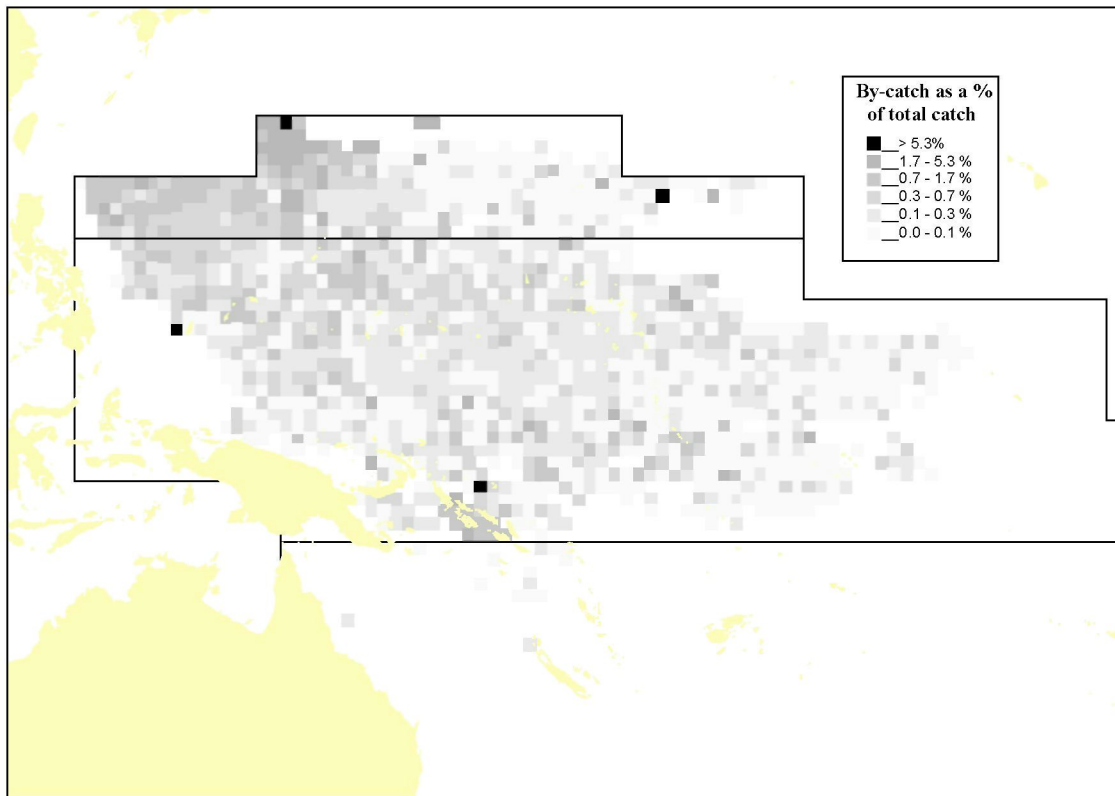 By-catch as a %
of total catch
__> 5.3%
__1.7 - 5.3 %
__0.7 - 1.7 %
__0.3 - 0.7 %
__0.1 - 0.3 %
__0.0 - 0.1 %